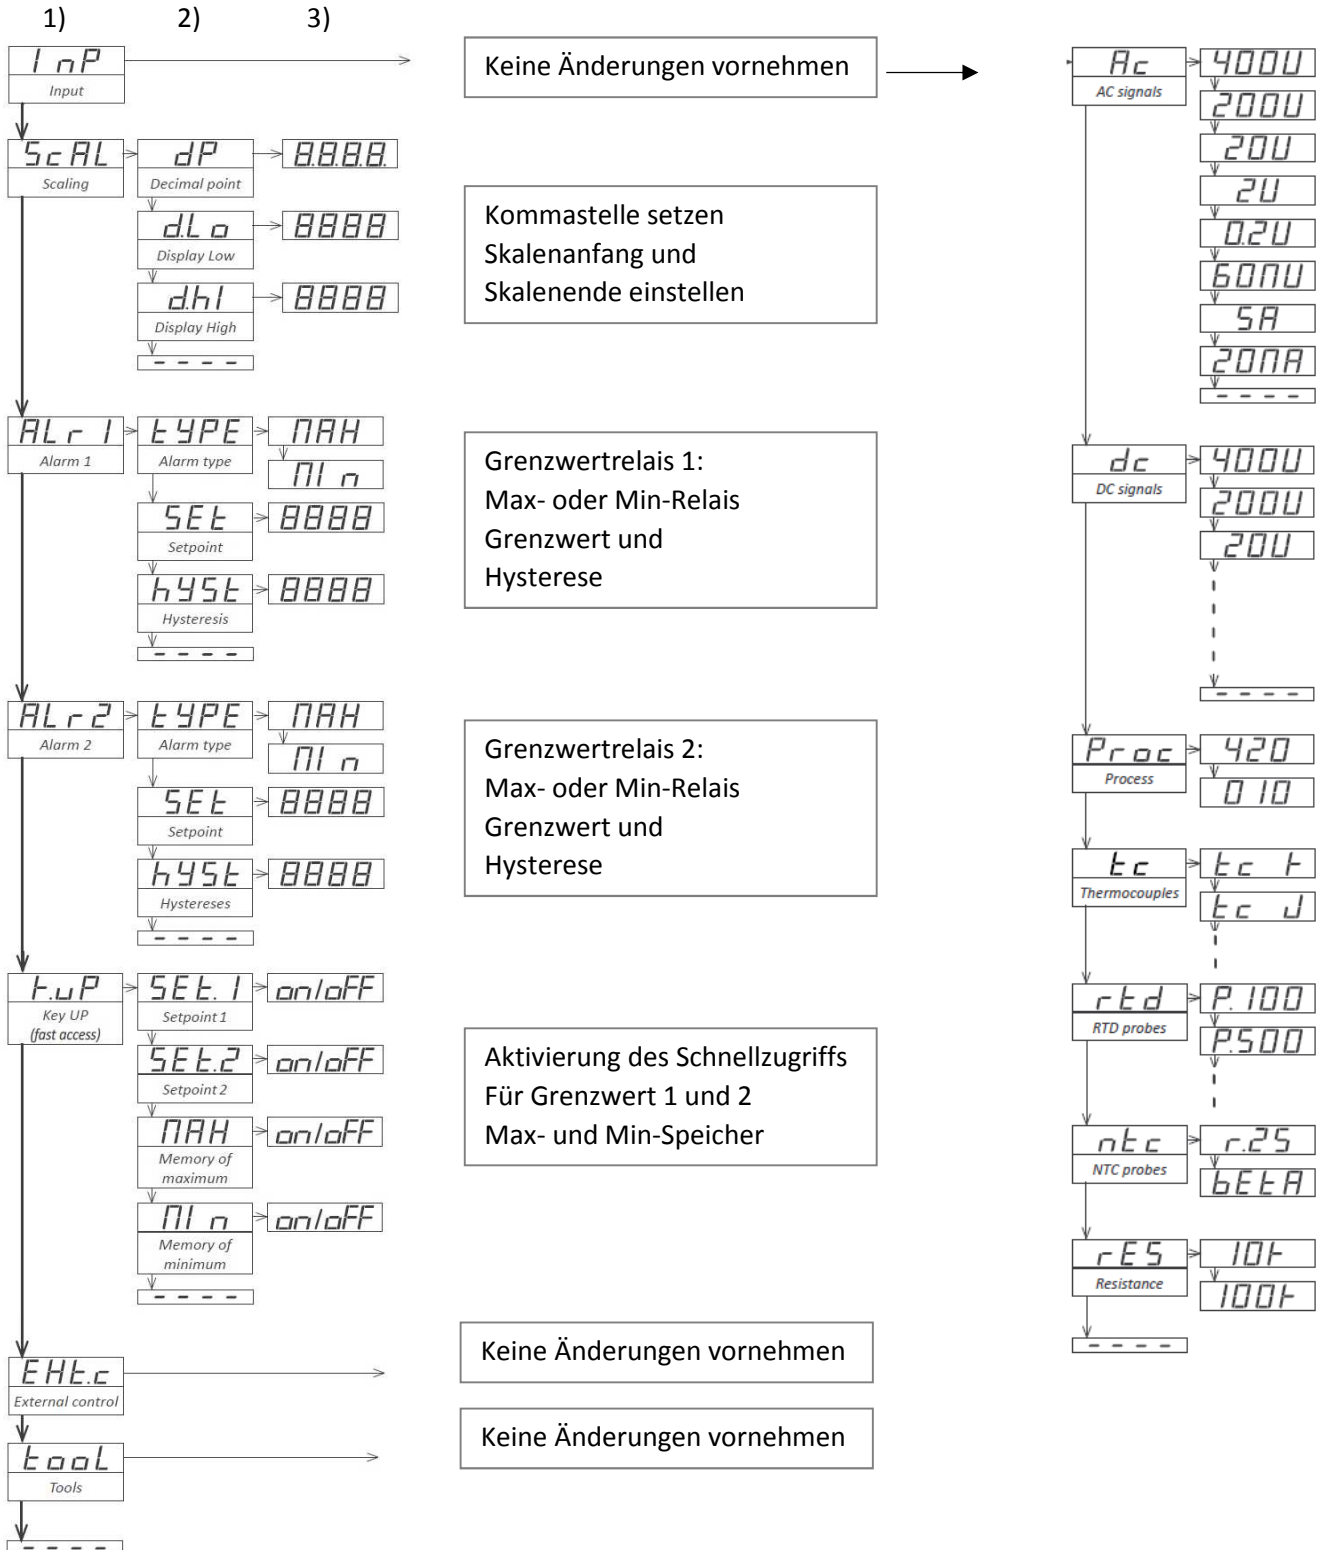 1) 2) 3)
InP
Input
Keine Änderungen vornehmen
ScAL
Scaling
dP
Decimal point
8.8.8.8.
d.Lo
Display Low
8888
d.hI
Display High
8888
- - - -
Kommastelle setzen
Skalenanfang und
Skalenende einstellen
ALr1
Alarm 1
tYPE
Alarm type
MAH
MIn
SEt
Setpoint
8888
hYSt
Hysteresis
8888
- - - -
Grenzwertrelais 1:
Max- oder Min-Relais
Grenzwert und
Hysterese
ALr2
Alarm 2
tYPE
Alarm type
MAH
MIn
SEt
Setpoint
8888
hYSt
Hystereses
8888
- - - -
Grenzwertrelais 2:
Max- oder Min-Relais
Grenzwert und
Hysterese
k.uP
Key UP
(fast access)
SEt.1
Setpoint1
on/oFF
SEt.2
Setpoint2
on/oFF
MAH
Memory of
maximum
on/oFF
MIn
Memory of
minimum
on/oFF
- - - -
Aktivierung des Schnellzugriffs
Für Grenzwert 1 und 2
Max- und Min-Speicher
EHt.c
External control
Keine Änderungen vornehmen
tooL
Tools
Keine Änderungen vornehmen
- - - -
Ac
AC signals
400U
200U
20U
2U
0.2U
60MU
5A
20MA
- - - -
dc
DC signals
400U
200U
20U
- - - -
Proc
Process
420
010
tc
Thermocouples
tc k
tc J
rtd
RTD probes
P.100
P.500
ntc
NTC probes
r.25
bEtA
rES
Resistance
10k
100k
- - - -